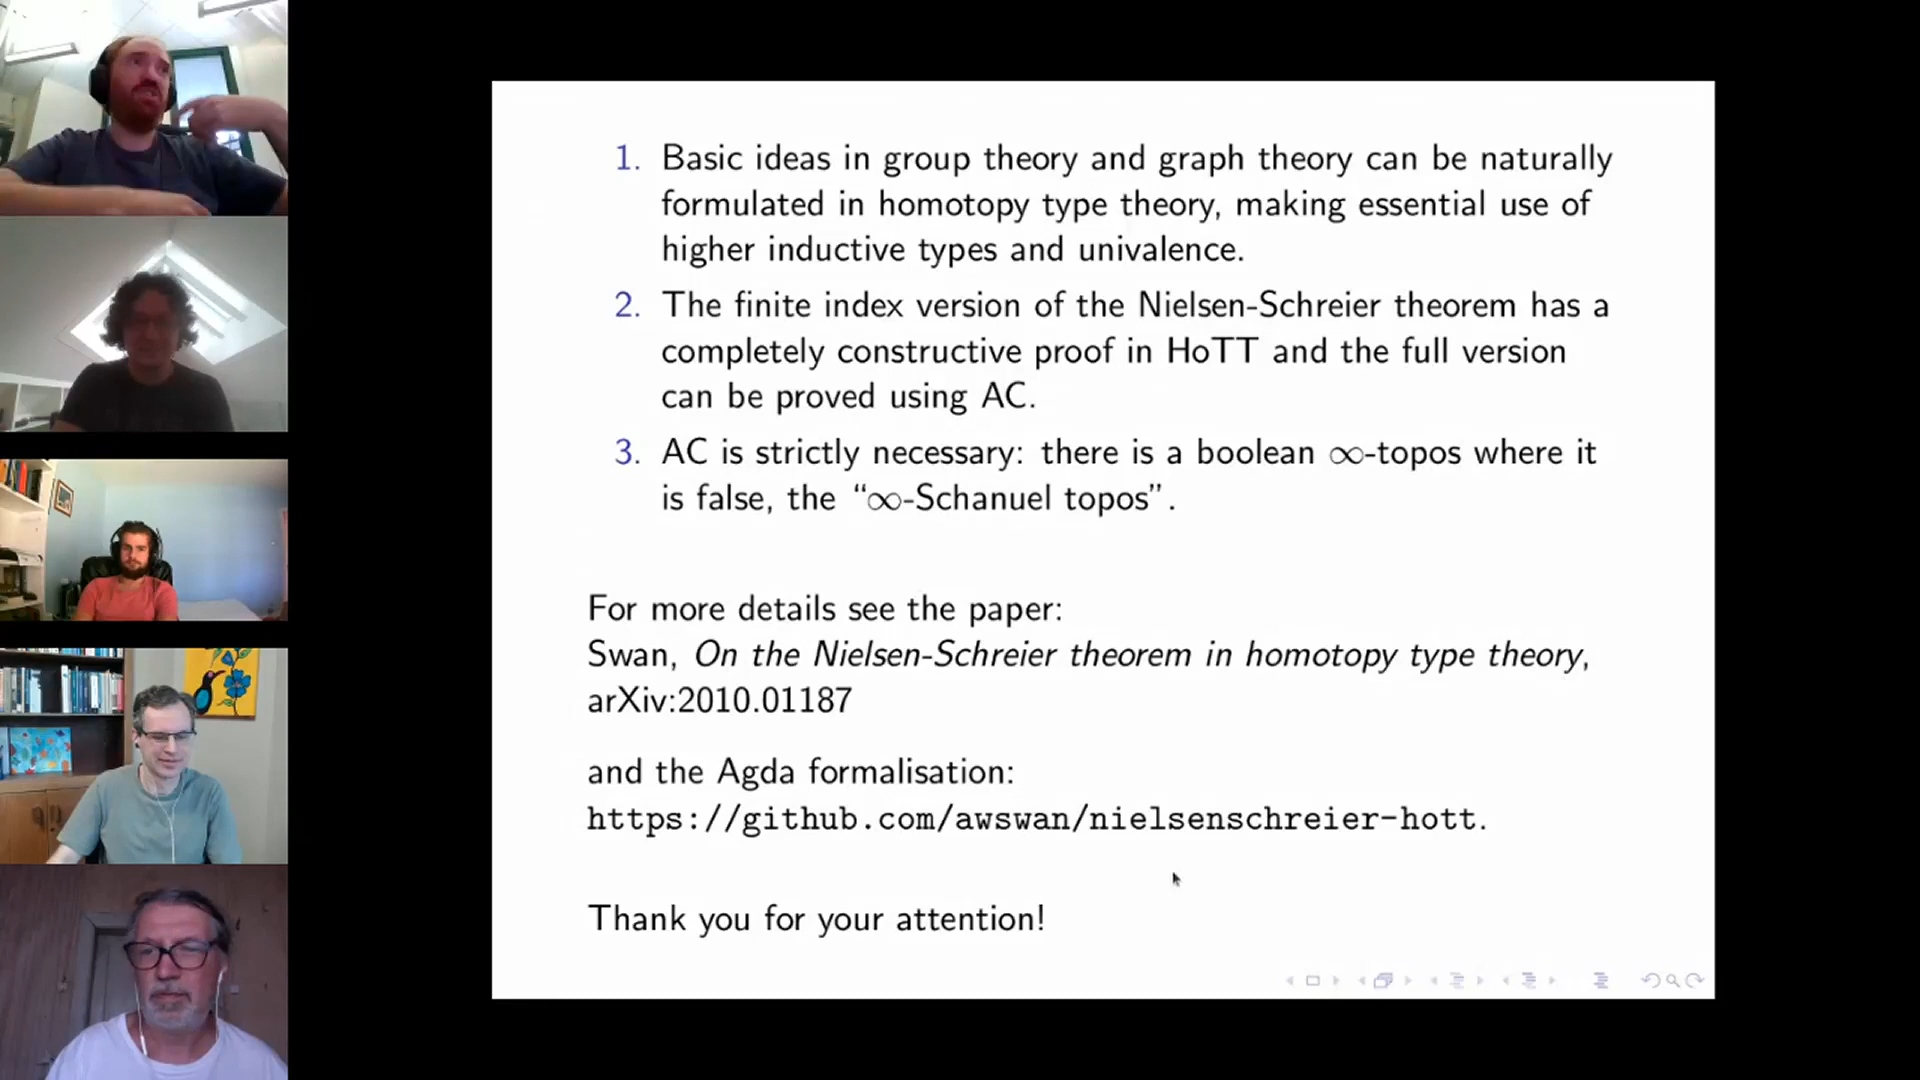 1. Basic ideas in group theory and graph theory can be naturally
formulated in homotopy type theory, making essential use of
higher inductive types and univalence.
2. The finite index version of the Nielsen-Schreier theorem has a
completely constructive proof in HoTT and the full version
can be proved using AC.
3. AC is strictly necessary: there is a boolean ∞-topos where it
is false, the “∞-Schanuel topos”.
For more details see the paper:
Swan, On the Nielsen-Schreier theorem in homotopy type theory,
arXiv:2010.01187
and the Agda formalisation:
https://github.com/awswan/nielsenschreier-hott.
Thank you for your attention!